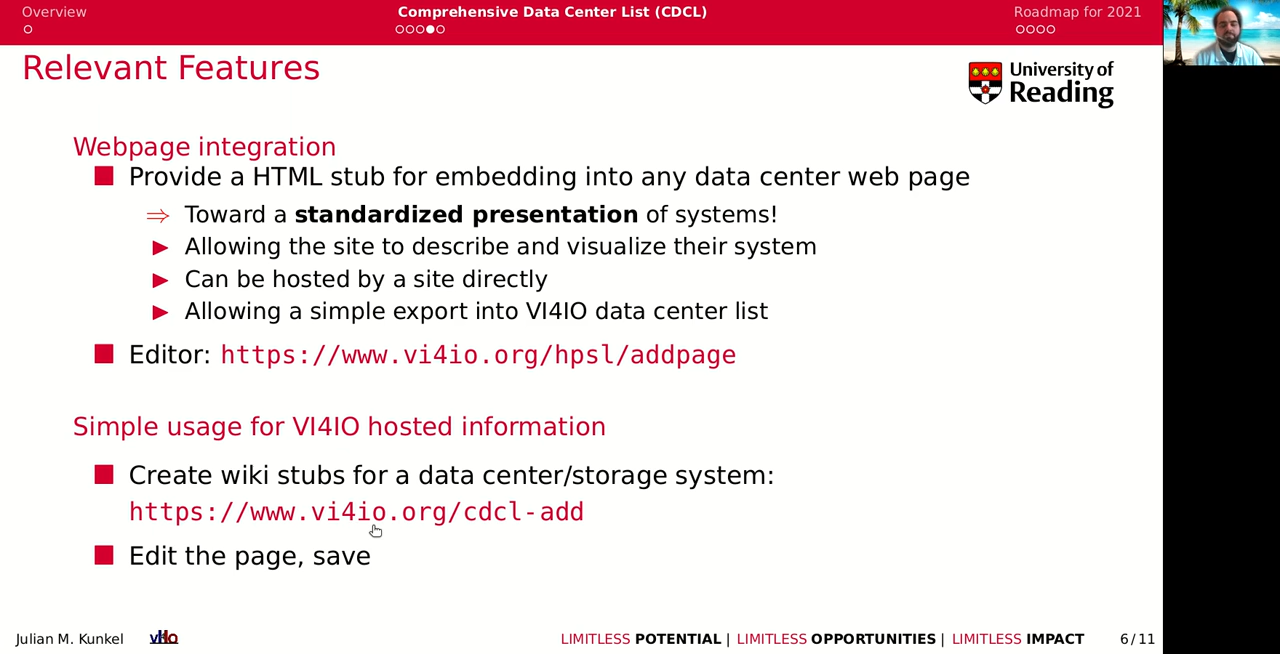 Overview
Comprehensive Data Center List (CDCL)
Roadmap for 2021
Relevant Features
University of
Reading
Webpage integration
Provide a HTML stub for embedding into any data center web page
⇒ Toward a standardized presentation of systems!
Allowing the site to describe and visualize their system
Can be hosted by a site directly
Allowing a simple export into VI4IO data center list
Editor: https://www.vi4io.org/hpsl/addpage
Simple usage for VI4IO hosted information
Create wiki stubs for a data center/storage system:
https://www.vi4io.org/cdcl-add
Edit the page, save
Julian M. Kunkel
LIMITLESS POTENTIAL | LIMITLESS OPPORTUNITIES | LIMITLESS IMPACT
6/11